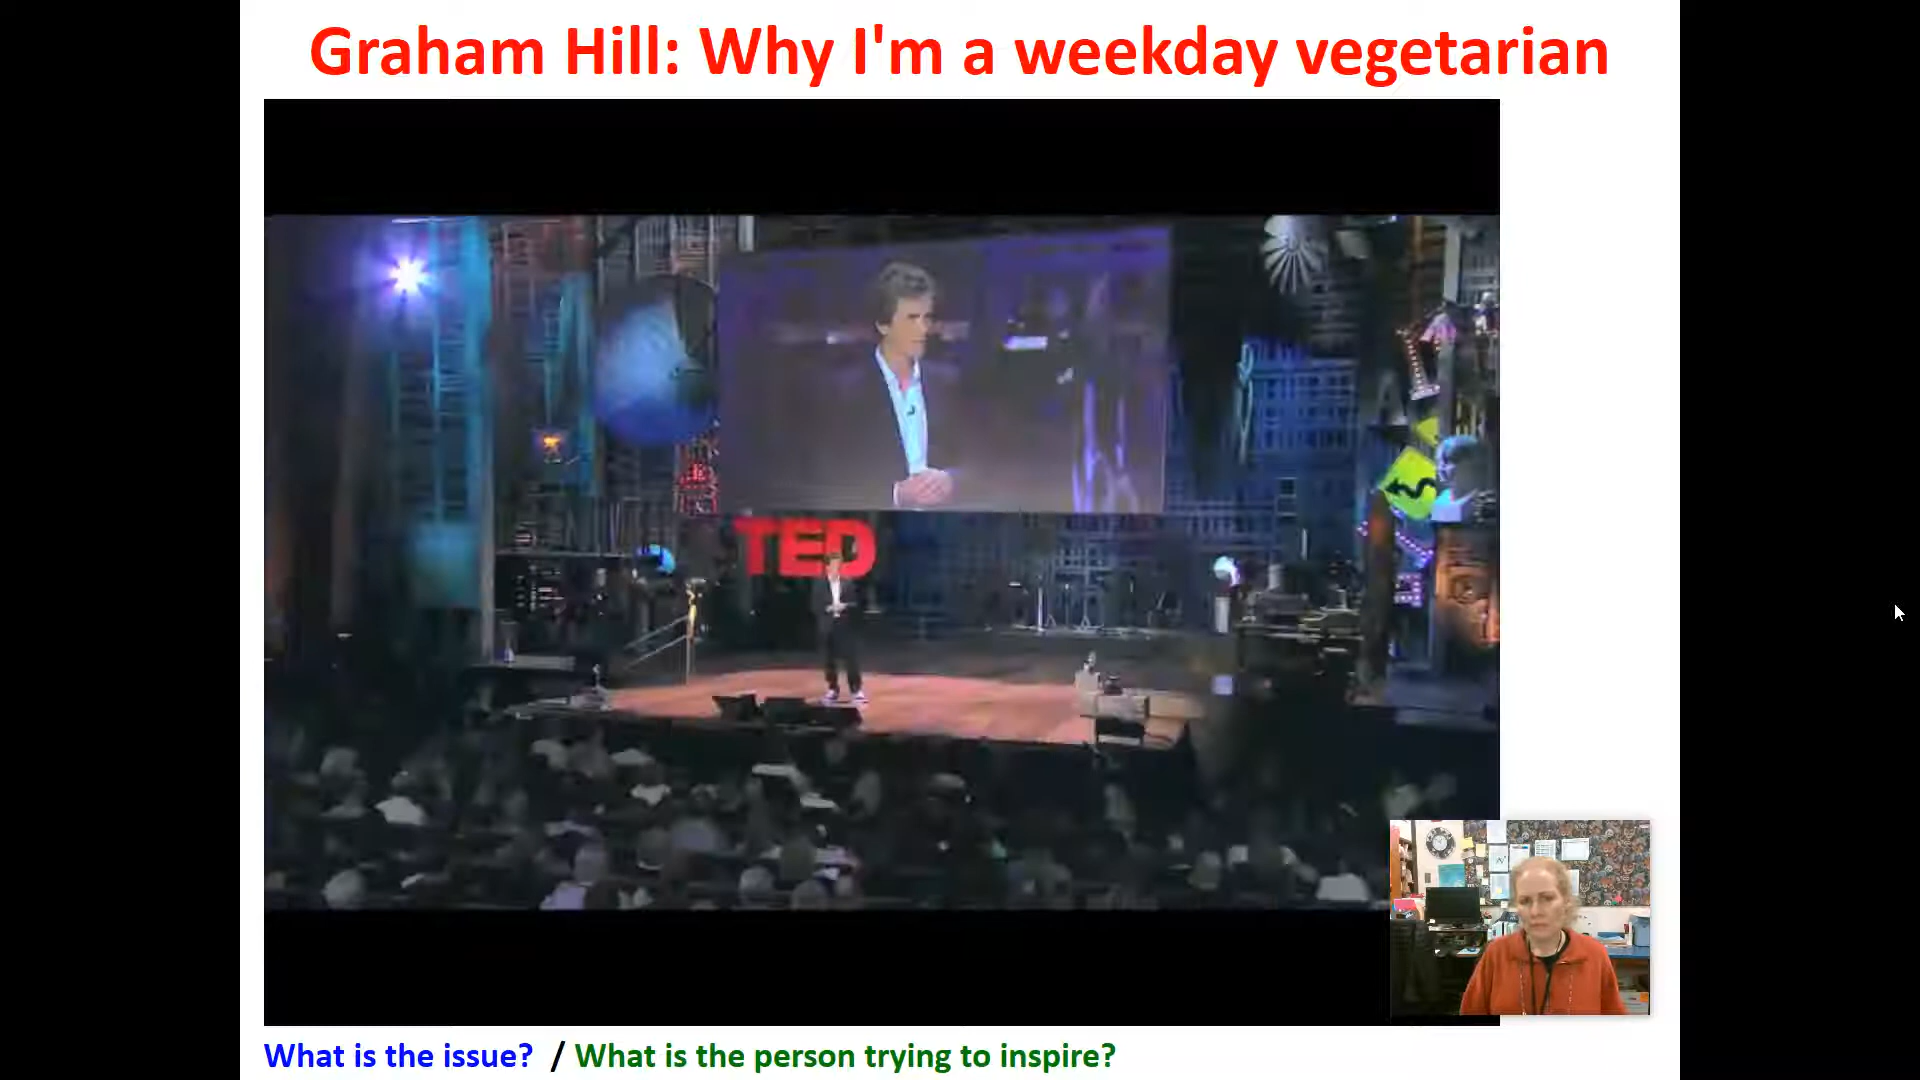 Graham Hill: Why I'm a weekday vegetarian
TED
What is the issue? / What is the person trying to inspire?